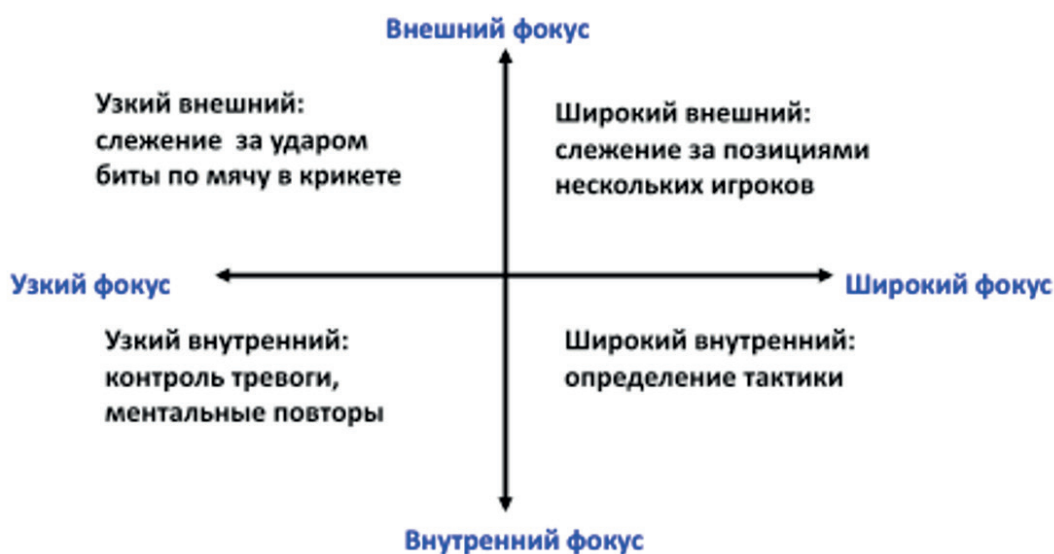 Внешний фокус
Узкий внешний:
слежение за ударом
биты по мячу в крикете
Широкий внешний:
слежение за позициями
нескольких игроков
Узкий фокус
Широкий фокус
Узкий внутренний:
контроль тревоги,
ментальные повторы
Широкий внутренний:
определение тактики
Внутренний фокус